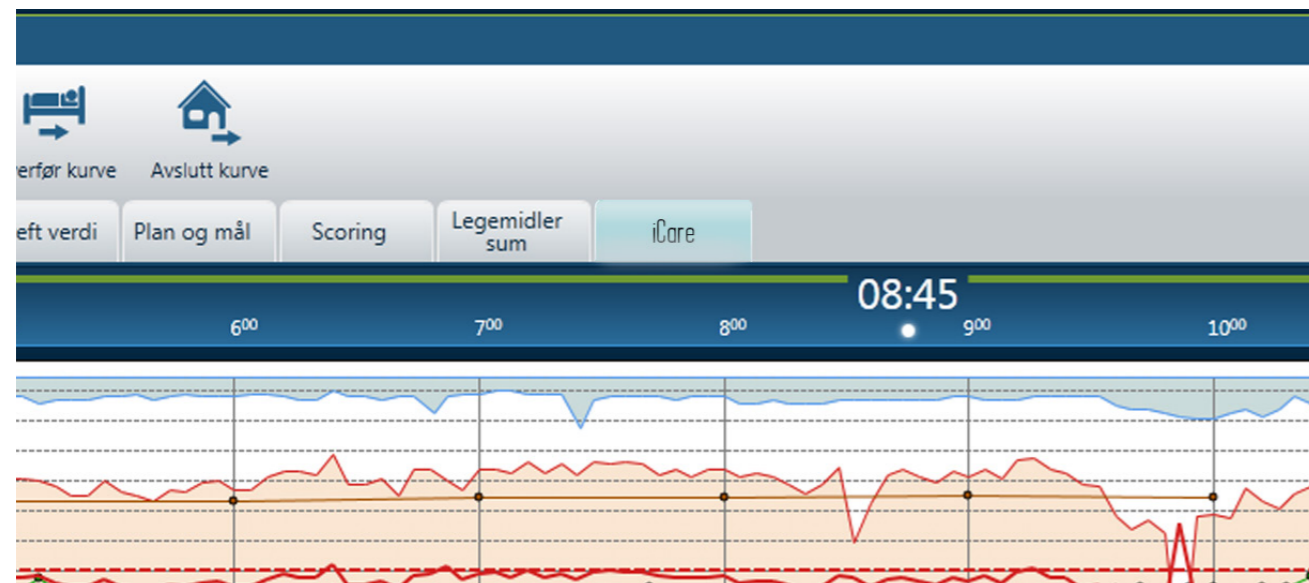 erfør kurve Avslutt kurve
eft verdi Plan og mål Scoring Legemidler sum iCare
08:45
6⁰⁰ 7⁰⁰ 8⁰⁰ 9⁰⁰ 10⁰⁰